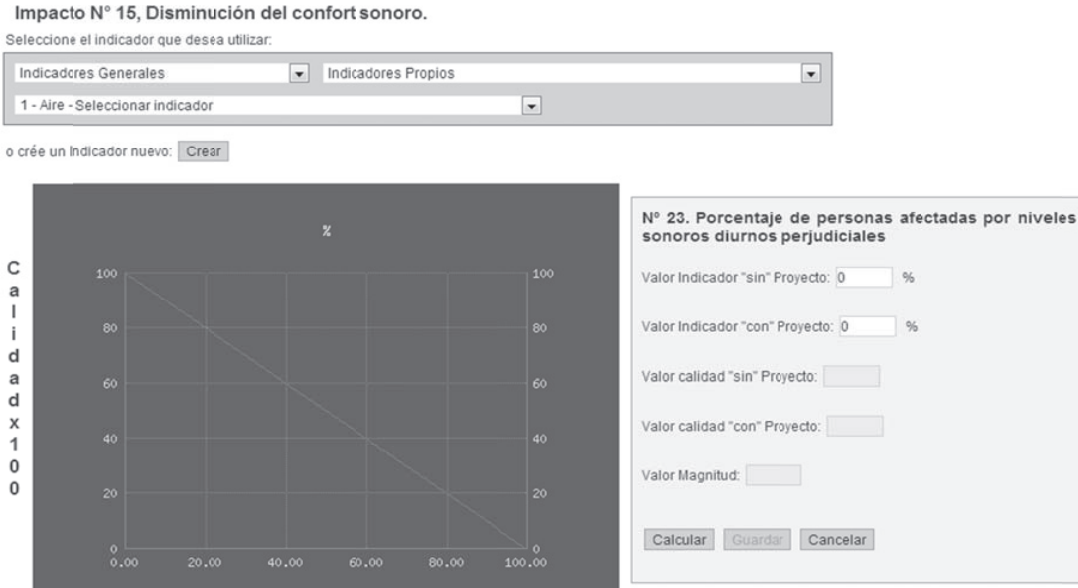 Impacto N° 15, Disminución del confort sonoro.
Seleccione el indicador que desea utilizar:
Indicadores Generales
Indicadores Propios
1 - Aire - Seleccionar indicador
o crée un Indicador nuevo: Crear
%
Calidadx100
100 100
80 80
60 60
40 40
20 20
0 0
0.00 20.00 40.00 60.00 80.00 100.00
N° 23. Porcentaje de personas afectadas por niveles
sonoros diurnos perjudiciales
Valor Indicador "sin" Proyecto: 0 %
Valor Indicador "con" Proyecto: 0 %
Valor calidad "sin" Proyecto:
Valor calidad "con" Proyecto:
Valor Magnitud:
Calcular Guardar Cancelar